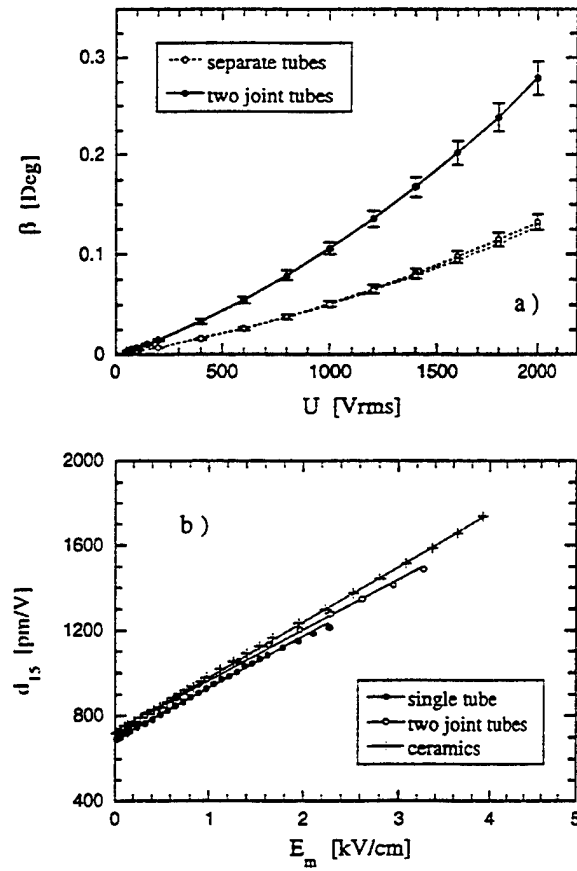 0.3
separate tubes
two joint tubes
0.2
β [Deg]
0.1
a )
0
0
500
1000
1500
2000
U [Vrms]
2000
b )
1600
d₁₅ [pm/V]
1200
single tube
800
two joint tubes
ceramics
400
0
1
2
3
4
5
Eₘ [kV/cm]